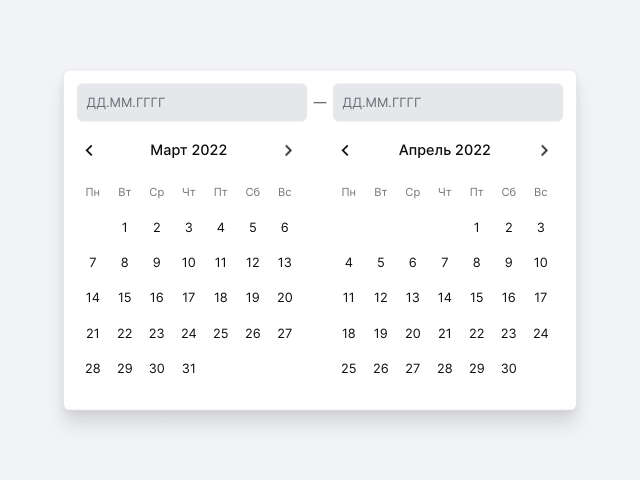 ДД.ММ.ГГГГ — ДД.ММ.ГГГГ
Март 2022
Пн Вт Ср Чт Пт Сб Вс
1 2 3 4 5 6
7 8 9 10 11 12 13
14 15 16 17 18 19 20
21 22 23 24 25 26 27
28 29 30 31
Апрель 2022
Пн Вт Ср Чт Пт Сб Вс
1 2 3
4 5 6 7 8 9 10
11 12 13 14 15 16 17
18 19 20 21 22 23 24
25 26 27 28 29 30